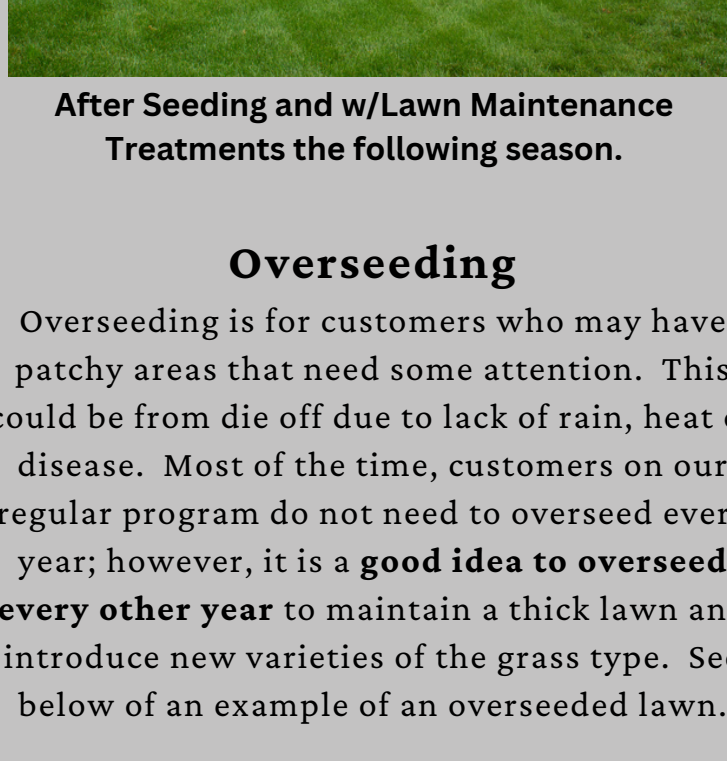 After Seeding and w/Lawn Maintenance
Treatments the following season.
Overseeding
Overseeding is for customers who may have
patchy areas that need some attention.  This
could be from die off due to lack of rain, heat
disease.  Most of the time, customers on our
regular program do not need to overseed ever
year; however, it is a good idea to overseed
every other year to maintain a thick lawn an
introduce new varieties of the grass type.  Se
below of an example of an overseeded lawn.